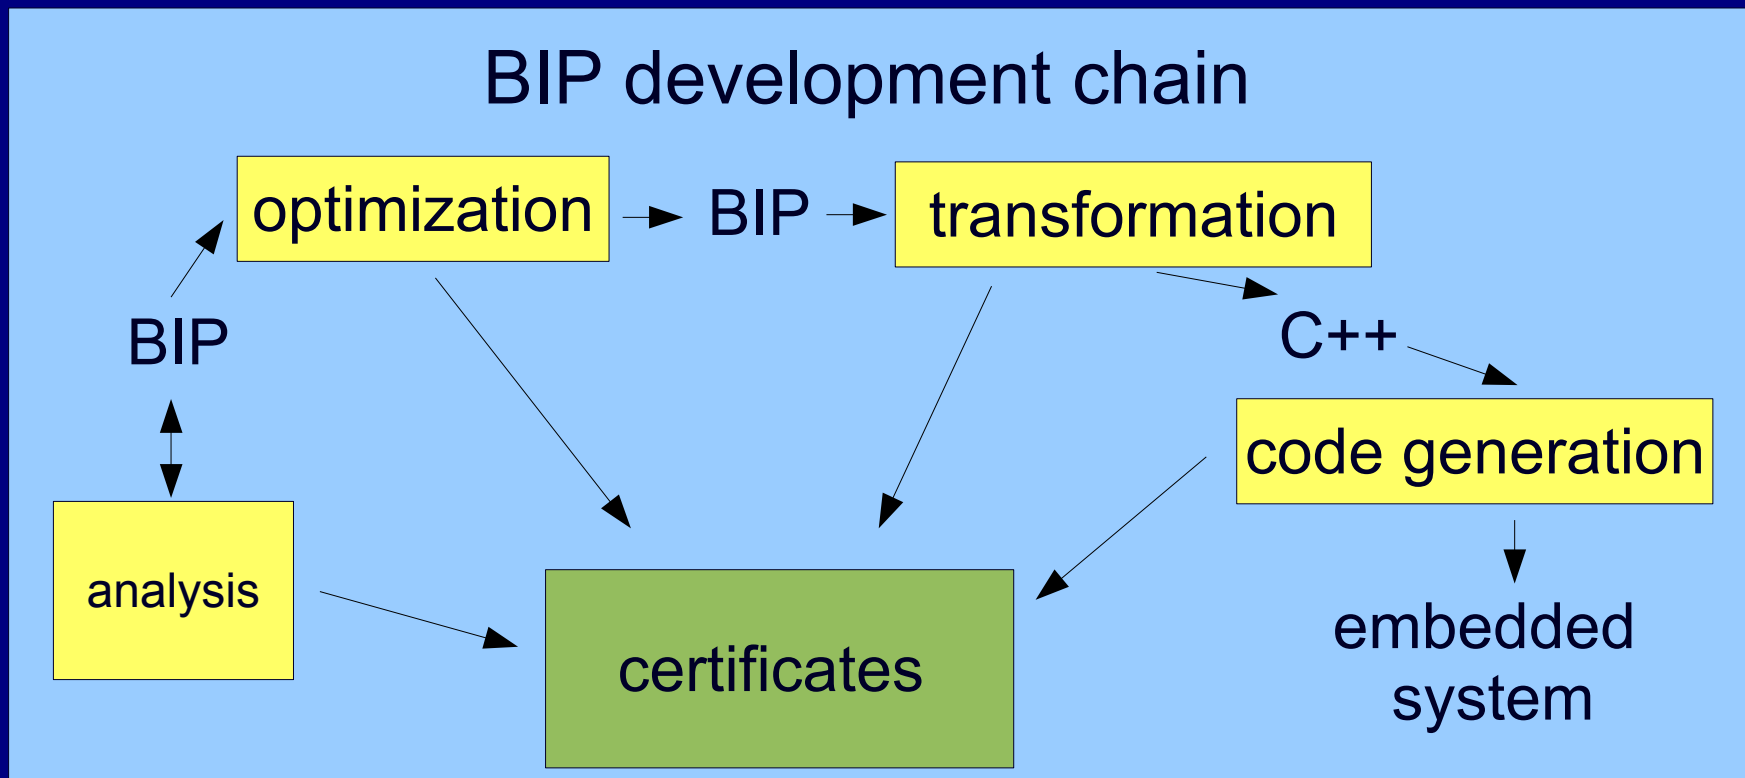 BIP development chain
optimization
BIP
transformation
BIP
C++
code generation
analysis
certificates
embedded
system